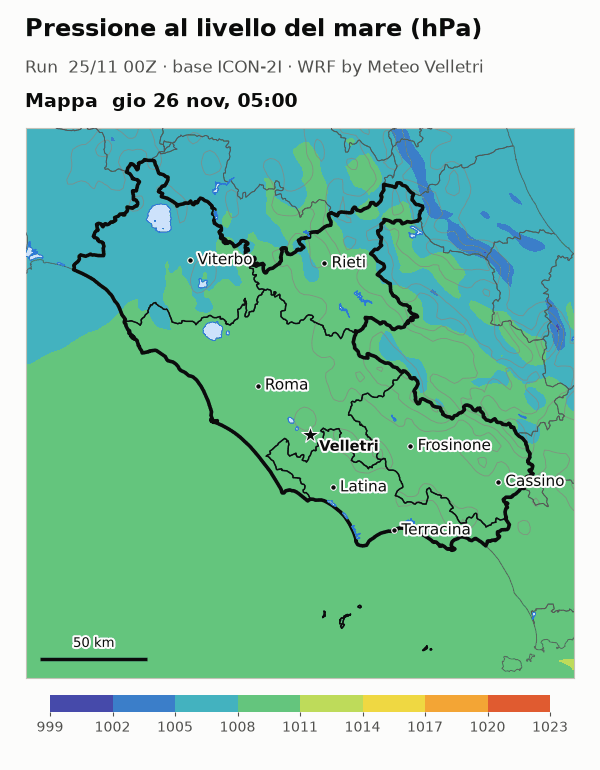 Pressione al livello del mare (hPa)
Run  25/11 00Z · base ICON-2I · WRF by Meteo Velletri
Mappa  gio 26 nov, 05:00
Viterbo
Rieti
Roma
Velletri
Frosinone
Cassino
Latina
Terracina
50 km
999 1002 1005 1008 1011 1014 1017 1020 1023